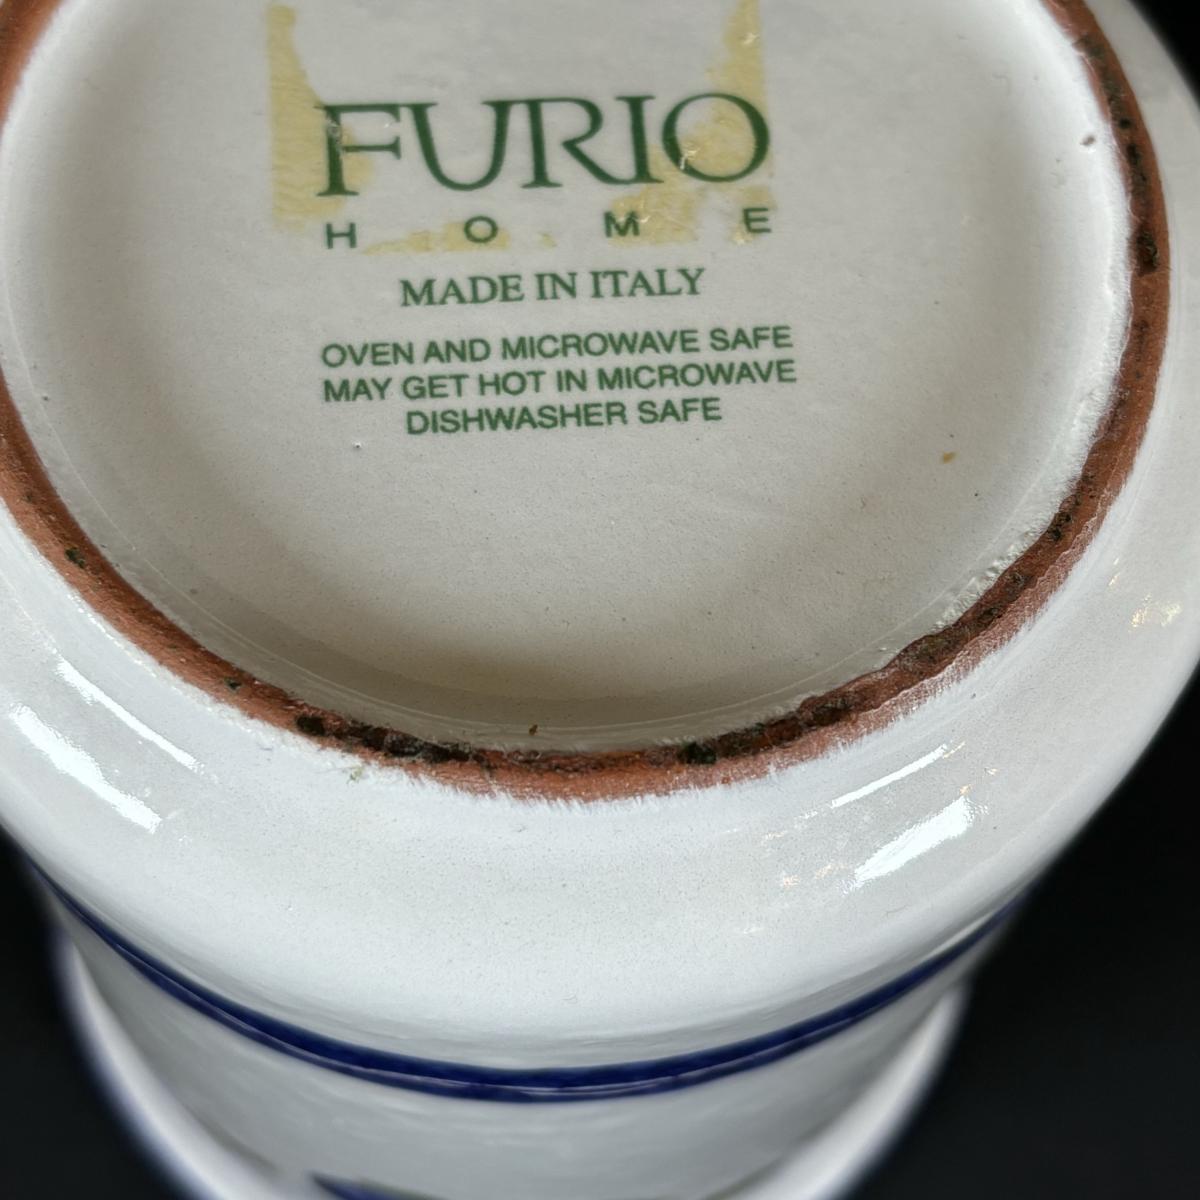 FURIO
HOME
MADE IN ITALY
OVEN AND MICROWAVE SAFE
MAY GET HOT IN MICROWAVE
DISHWASHER SAFE